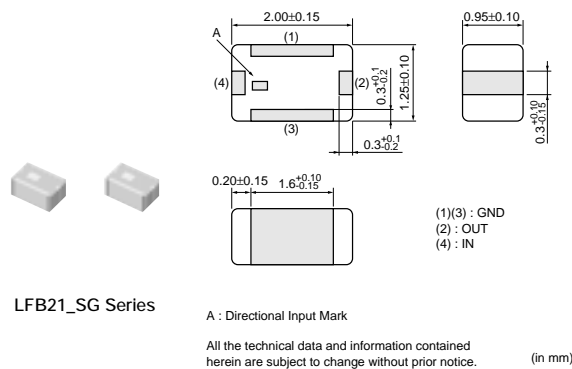 2.00±0.15
0.95±0.10
A
(1)
(4)
(2)
0.3+0.1-0.2
1.25±0.10
(3)
0.3+0.1-0.2
0.3+0.10-0.15
0.20±0.15
1.6+0.10-0.15
(1)(3) : GND
(2) : OUT
(4) : IN
LFB21_SG Series
A : Directional Input Mark
All the technical data and information contained
herein are subject to change without prior notice.
(in mm)